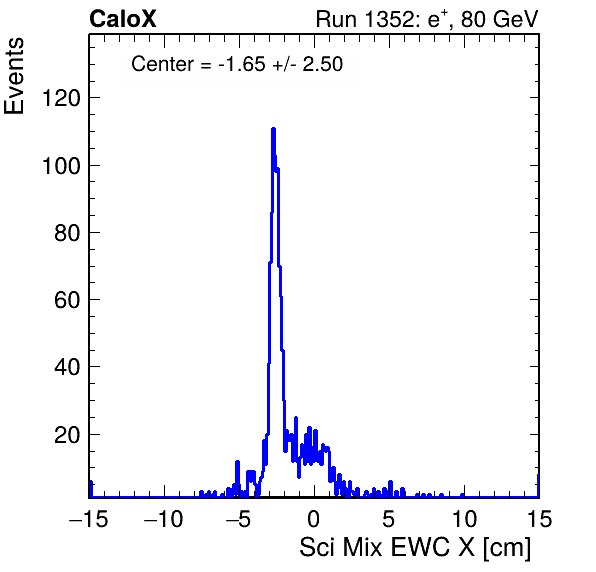 CaloX
Run 1352: e+, 80 GeV
Center = -1.65 +/- 2.50
Events
120
100
80
60
40
20
−15 −10 −5 0 5 10 15
Sci Mix EWC X [cm]